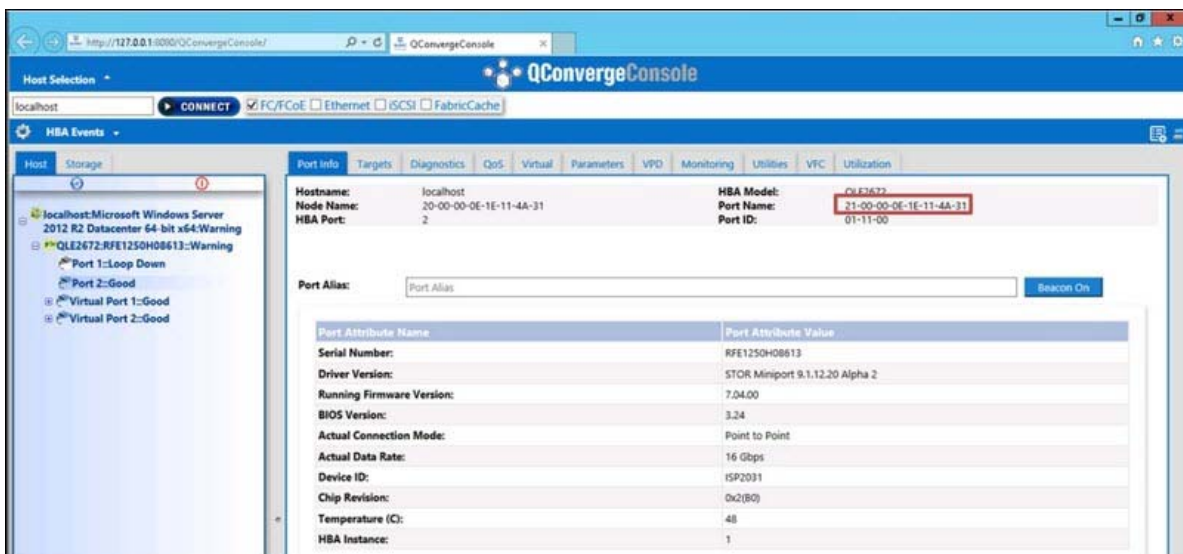 http://127.0.0.1:8080/QConvergeConsole/
QConvergeConsole
Host Selection
QConvergeConsole
localhost
CONNECT
FC/FCoE Ethernet iSCSI FabricCache
HBA Events
Host Storage
localhost:Microsoft Windows Server
2012 R2 Datacenter 64-bit x64:Warning
QLE2672:RFE1250H08613::Warning
Port 1::Loop Down
Port 2::Good
Virtual Port 1::Good
Virtual Port 2::Good
Port Info Targets Diagnostics QoS Virtual Parameters VPD Monitoring Utilities VFC Utilization
Hostname: localhost HBA Model: QLE2672
Node Name: 20-00-00-0E-1E-11-4A-31 Port Name: 21-00-00-0E-1E-11-4A-31
HBA Port: 2 Port ID: 01-11-00
Port Alias: Port Alias Beacon On
Port Attribute Name Port Attribute Value
Serial Number: RFE1250H08613
Driver Version: STOR Miniport 9.1.12.20 Alpha 2
Running Firmware Version: 7.04.00
BIOS Version: 3.24
Actual Connection Mode: Point to Point
Actual Data Rate: 16 Gbps
Device ID: ISP2031
Chip Revision: 0x2(B0)
Temperature (C): 48
HBA Instance: 1